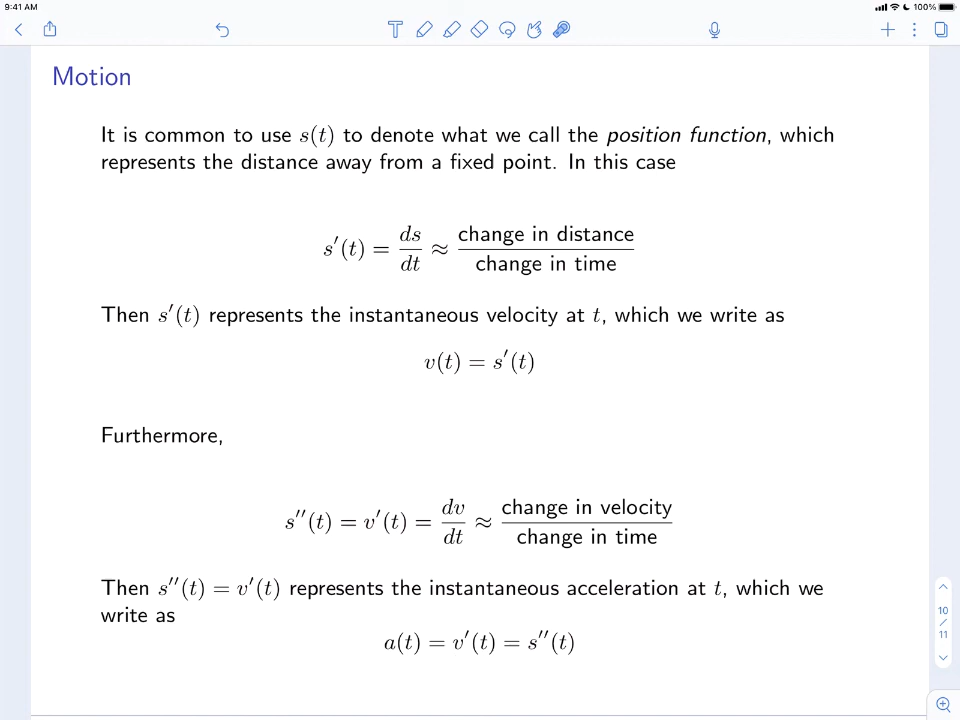 9:41 AM
100%
Motion
It is common to use s(t) to denote what we call the position function, which
represents the distance away from a fixed point. In this case
s′(t) = ds/dt ≈ change in distance/change in time
Then s′(t) represents the instantaneous velocity at t, which we write as
v(t) = s′(t)
Furthermore,
s′′(t) = v′(t) = dv/dt ≈ change in velocity/change in time
Then s′′(t) = v′(t) represents the instantaneous acceleration at t, which we
write as
a(t) = v′(t) = s′′(t)
10
/
11